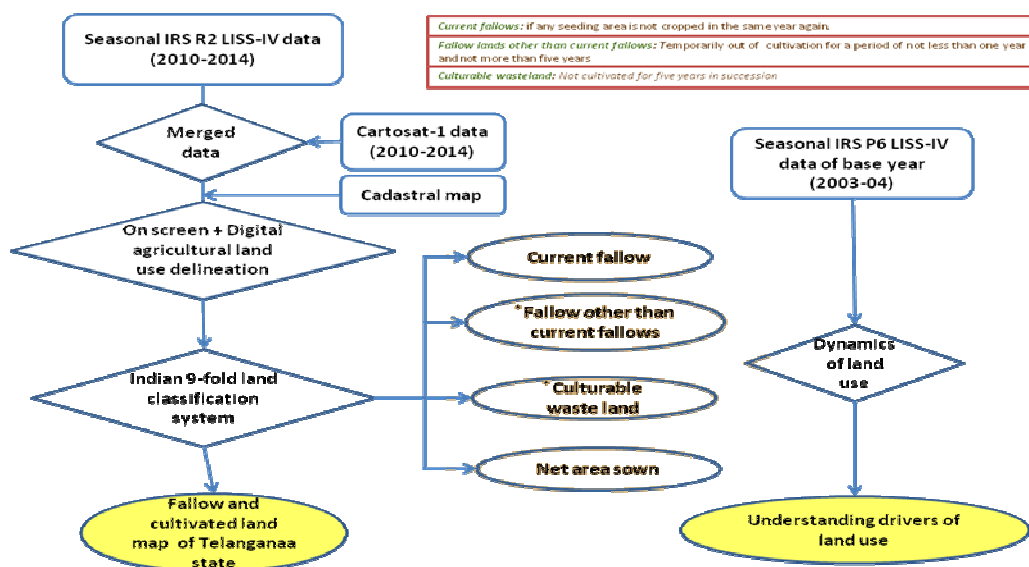 Seasonal IRS R2 LISS-IV data
(2010-2014)
Current fallows: if any seeding area is not cropped in the same year again.
Fallow lands other than current fallows: Temporarily out of cultivation for a period of not less than one year
and not more than five years
Culturable wasteland: Not cultivated for five years in succession
Merged
data
Cartosat-1 data
(2010-2014)
Seasonal IRS P6 LISS-IV
data of base year
(2003-04)
Cadastral map
On screen + Digital
agricultural land
use delineation
Current fallow
*Fallow other than
current fallows
Dynamics
of land
use
Indian 9-fold land
classification
system
*Culturable
waste land
Net area sown
Fallow and
cultivated land
map of Telanganaa
state
Understanding drivers of
land use